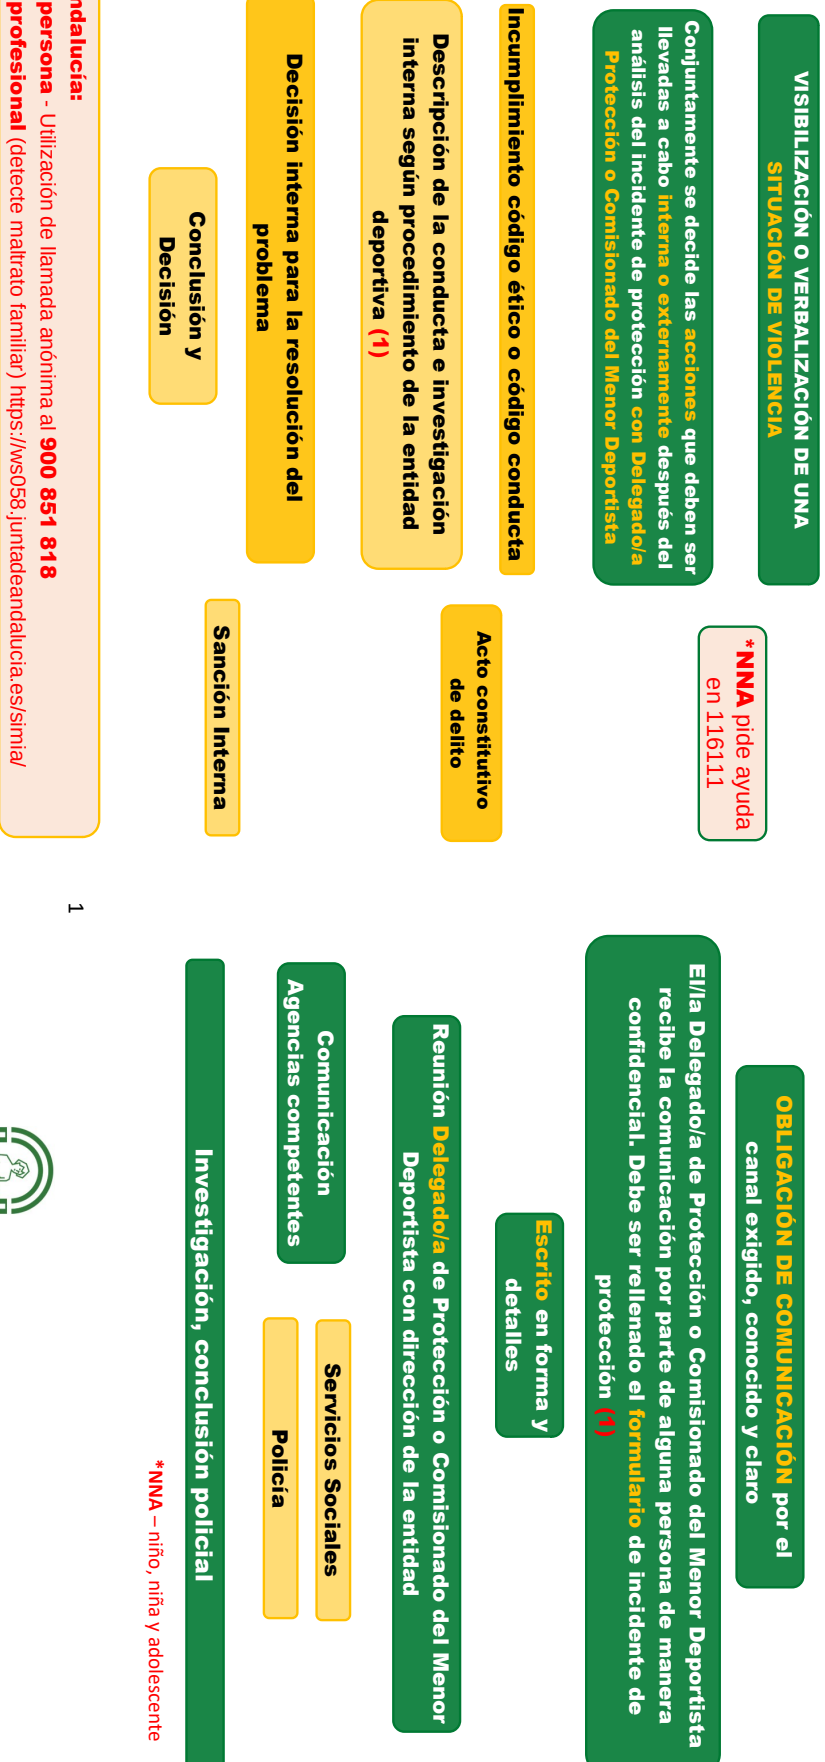 VISIBILIZACIÓN O VERBALIZACIÓN DE UNA
SITUACIÓN DE VIOLENCIA
*NNA pide ayuda
en 116111
OBLIGACIÓN DE COMUNICACIÓN por el
canal exigido, conocido y claro
Conjuntamente se decide las acciones que deben ser
llevadas a cabo interna o externamente después del
análisis del incidente de protección con Delegado/a
Protección o Comisionado del Menor Deportista
El/la Delegado/a de Protección o Comisionado del Menor Deportista
recibe la comunicación por parte de alguna persona de manera
confidencial. Debe ser rellenado el formulario de incidente de
protección (1)
Incumplimiento código ético o código conducta
Acto constitutivo
de delito
Escrito en forma y
detalles
Descripción de la conducta e investigación
interna según procedimiento de la entidad
deportiva (1)
Reunión Delegado/a de Protección o Comisionado del Menor
Deportista con dirección de la entidad
Decisión interna para la resolución del
problema
Comunicación
Agencias competentes
Servicios Sociales
Policía
Conclusión y
Decisión
Sanción Interna
Investigación, conclusión policial
*NNA – niño, niña y adolescente
ndalucía:
persona - Utilización de llamada anónima al 900 851 818
profesional (detecte maltrato familiar) https://ws058.juntadeandalucia.es/simia/
1